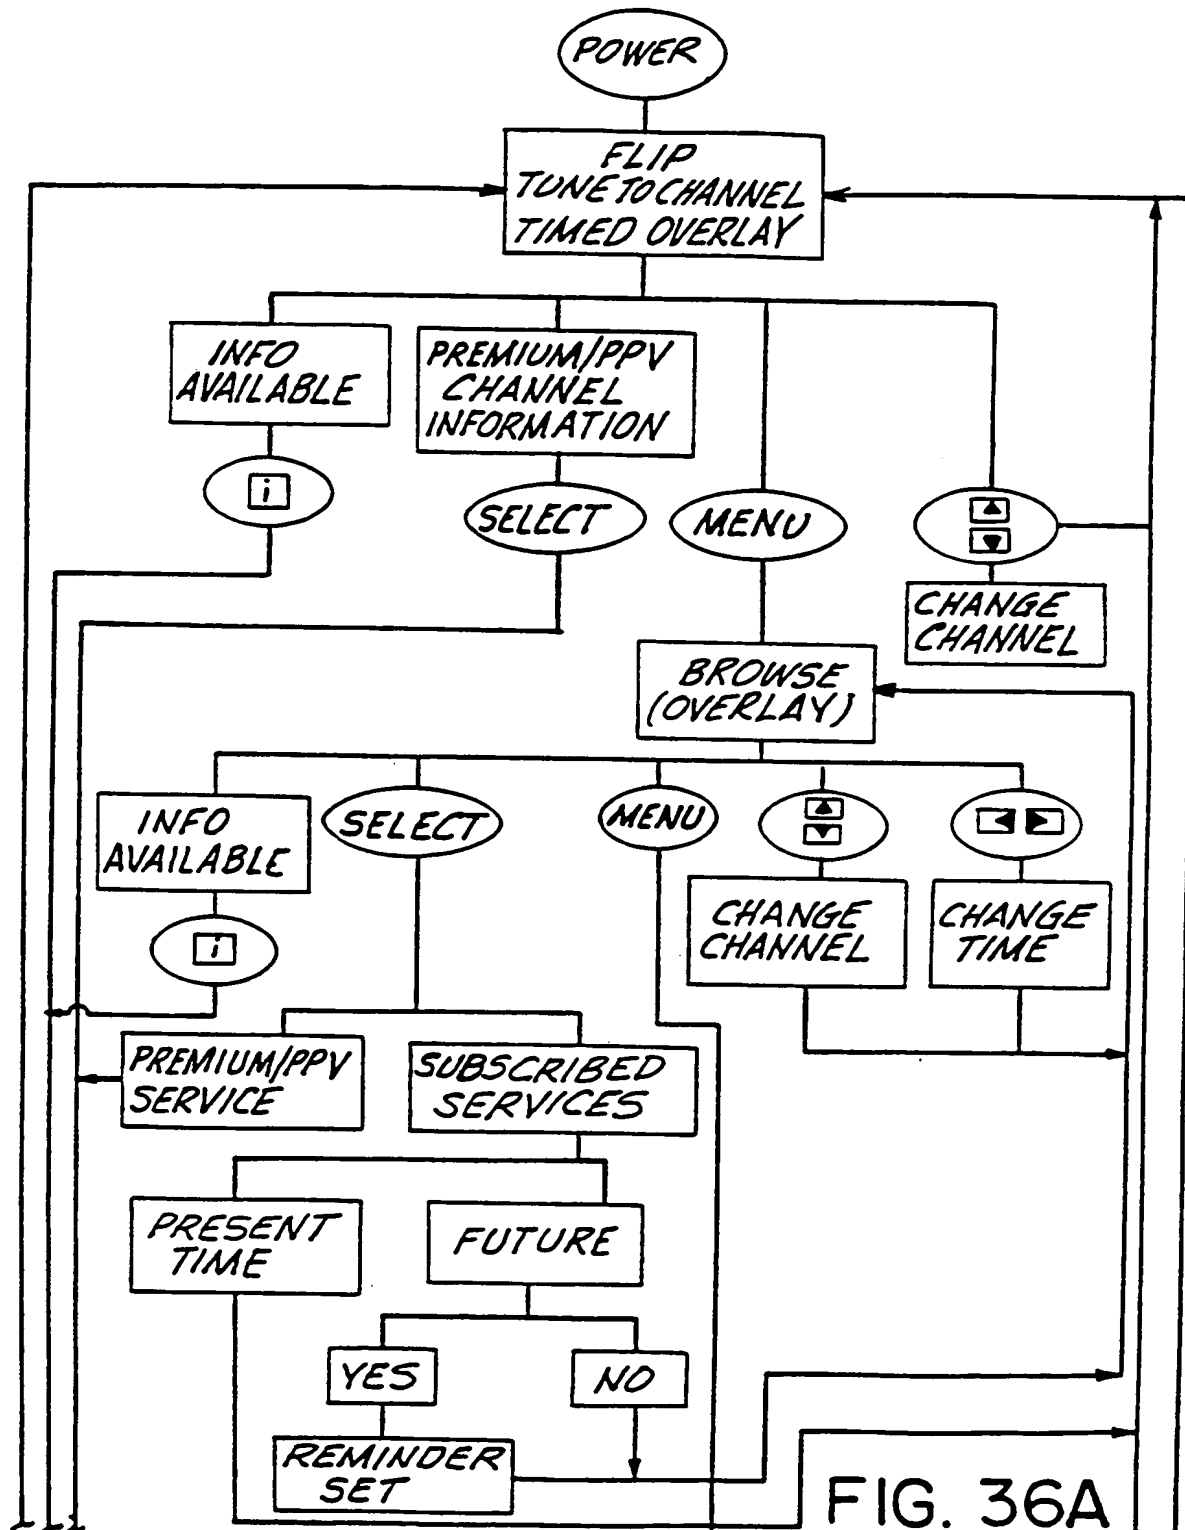 POWER
FLIP
TUNE TO CHANNEL
TIMED OVERLAY
INFO
AVAILABLE
PREMIUM/PPV
CHANNEL
INFORMATION
i
SELECT
MENU
CHANGE
CHANNEL
BROWSE
(OVERLAY)
INFO
AVAILABLE
SELECT
MENU
i
CHANGE
CHANNEL
CHANGE
TIME
PREMIUM/PPV
SERVICE
SUBSCRIBED
SERVICES
PRESENT
TIME
FUTURE
YES
NO
REMINDER
SET
FIG. 36A